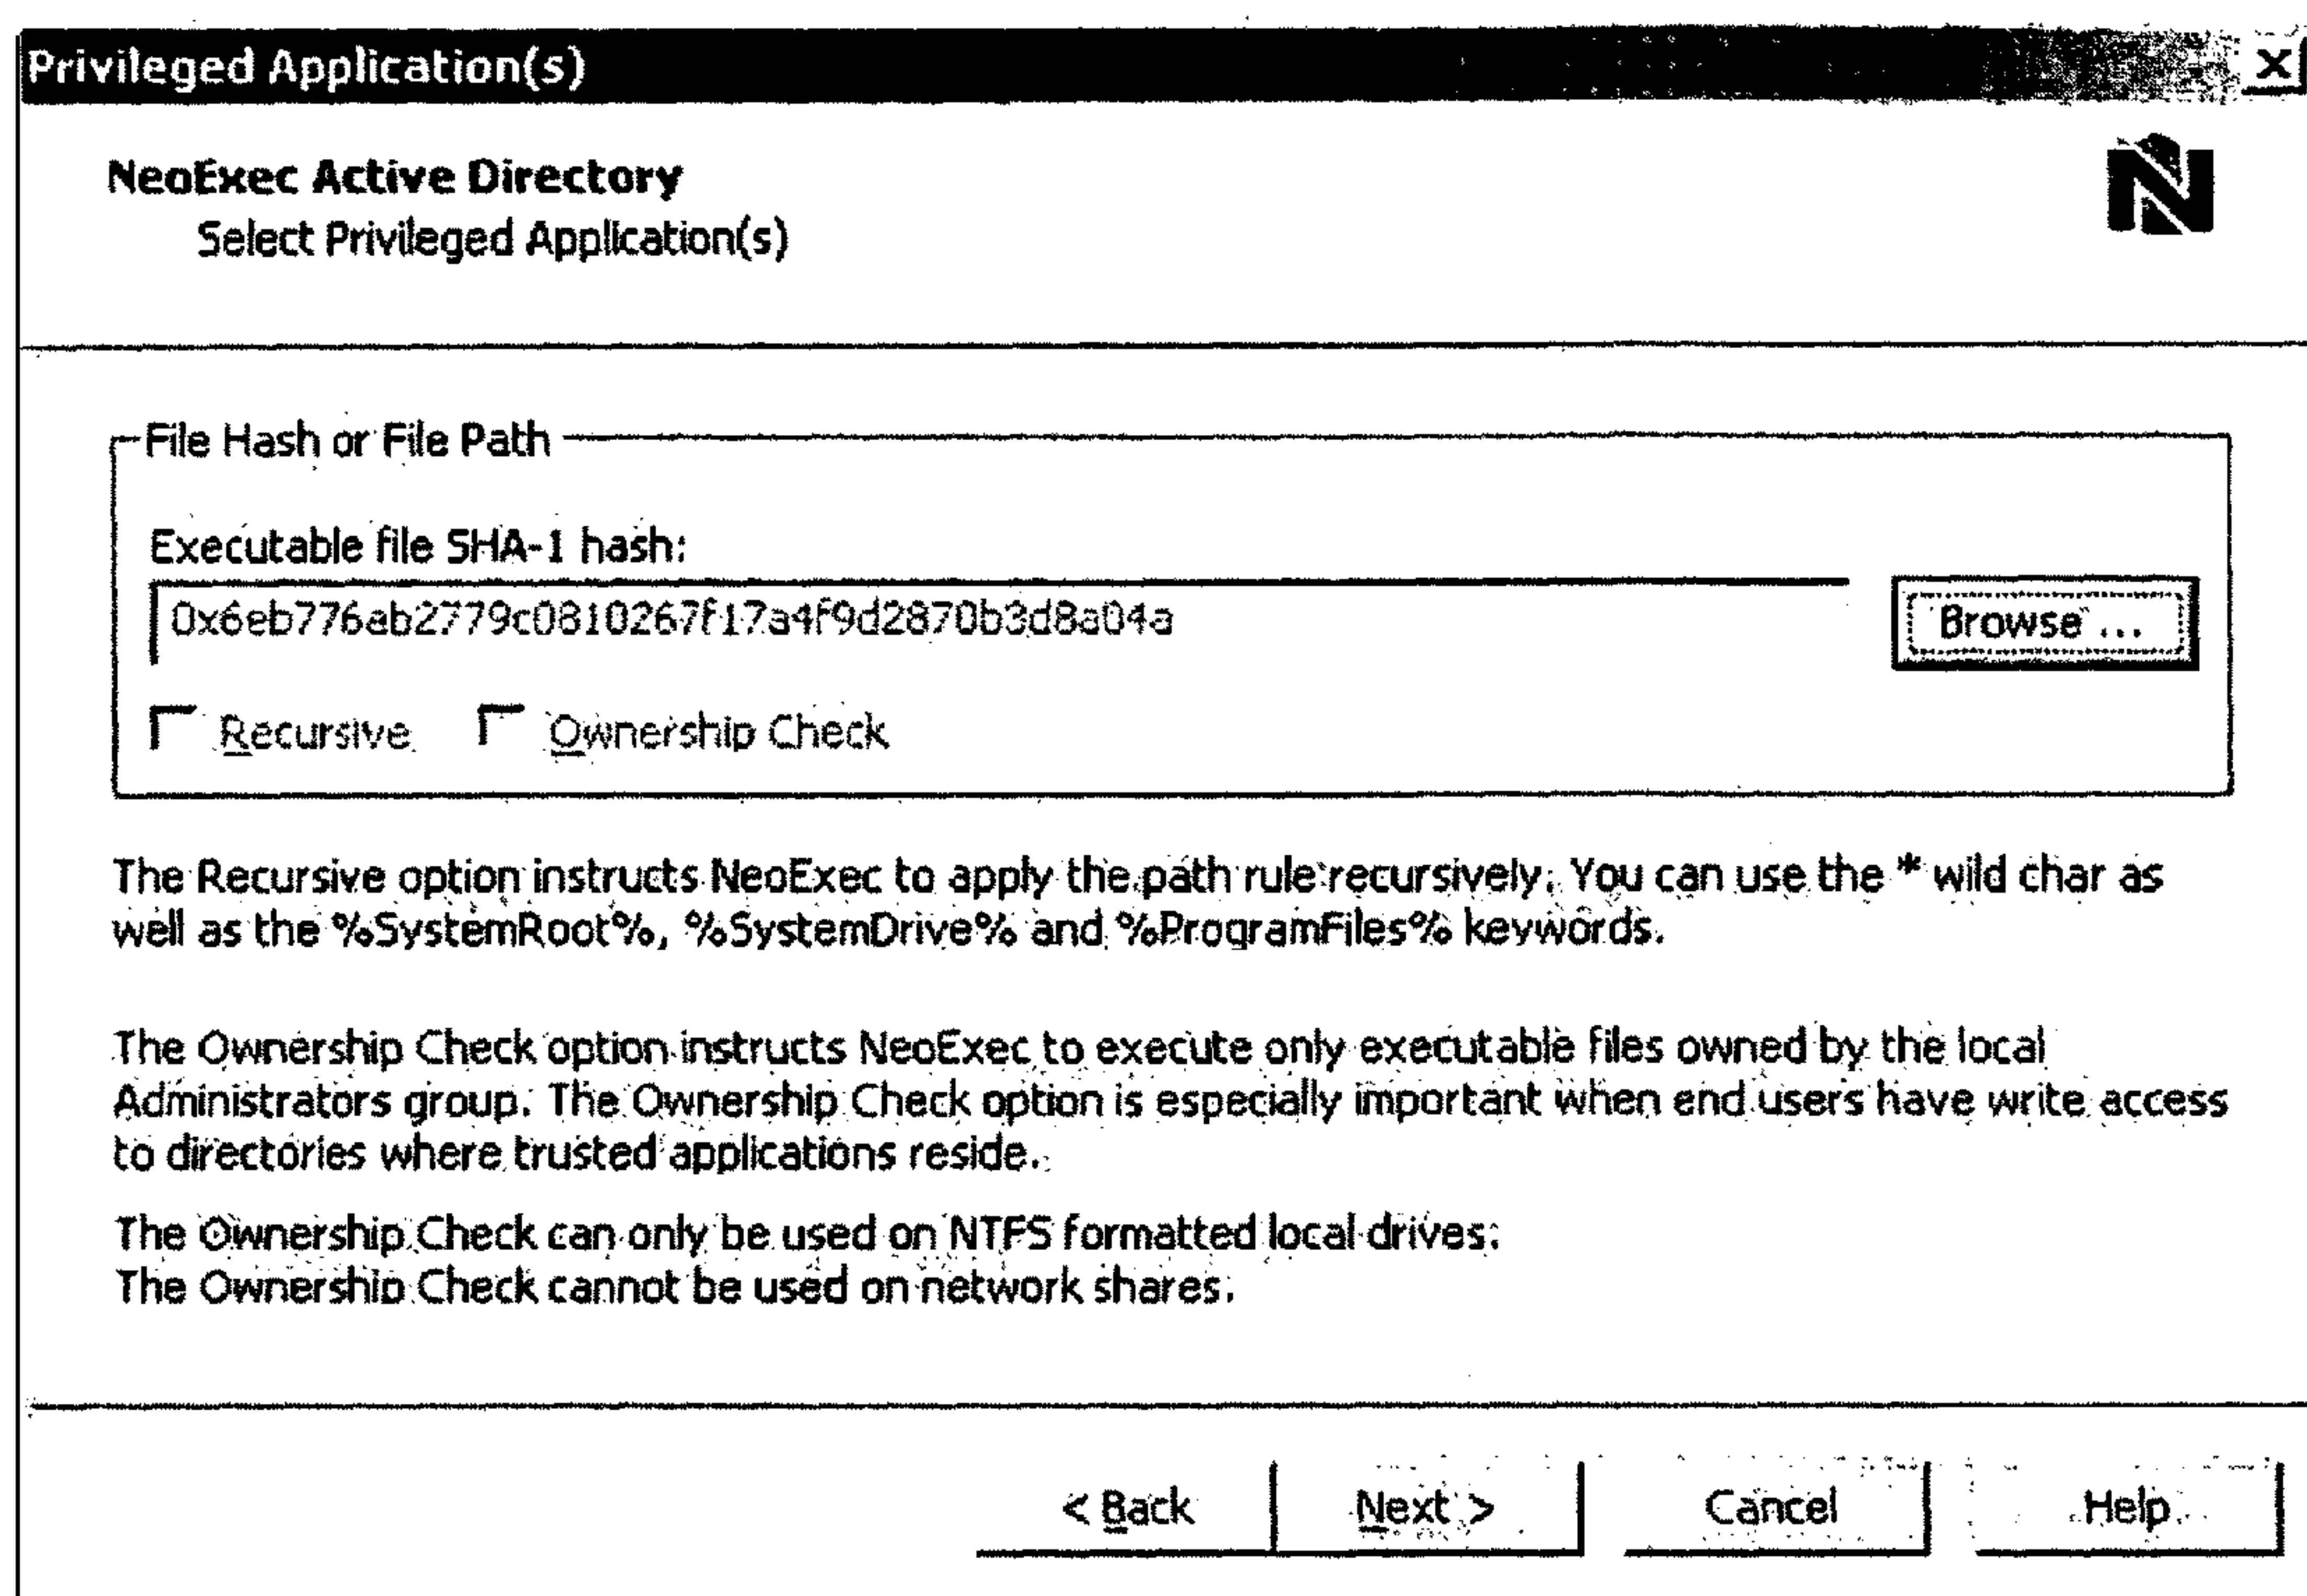 Privileged Application(s)
NeoExec Active Directory
Select Privileged Application(s)
File Hash or File Path
Executable file SHA-1 hash:
0x6eb776ab2779c0810267f17a4f9d2870b3d8a04a
Browse ...
Recursive Ownership Check
The Recursive option instructs NeoExec to apply the path rule recursively. You can use the * wild char as
well as the %SystemRoot%, %SystemDrive% and %ProgramFiles% keywords.
The Ownership Check option instructs NeoExec to execute only executable files owned by the local
Administrators group. The Ownership Check option is especially important when end users have write access
to directories where trusted applications reside.
The Ownership Check can only be used on NTFS formatted local drives.
The Ownership Check cannot be used on network shares.
< Back Next > Cancel Help